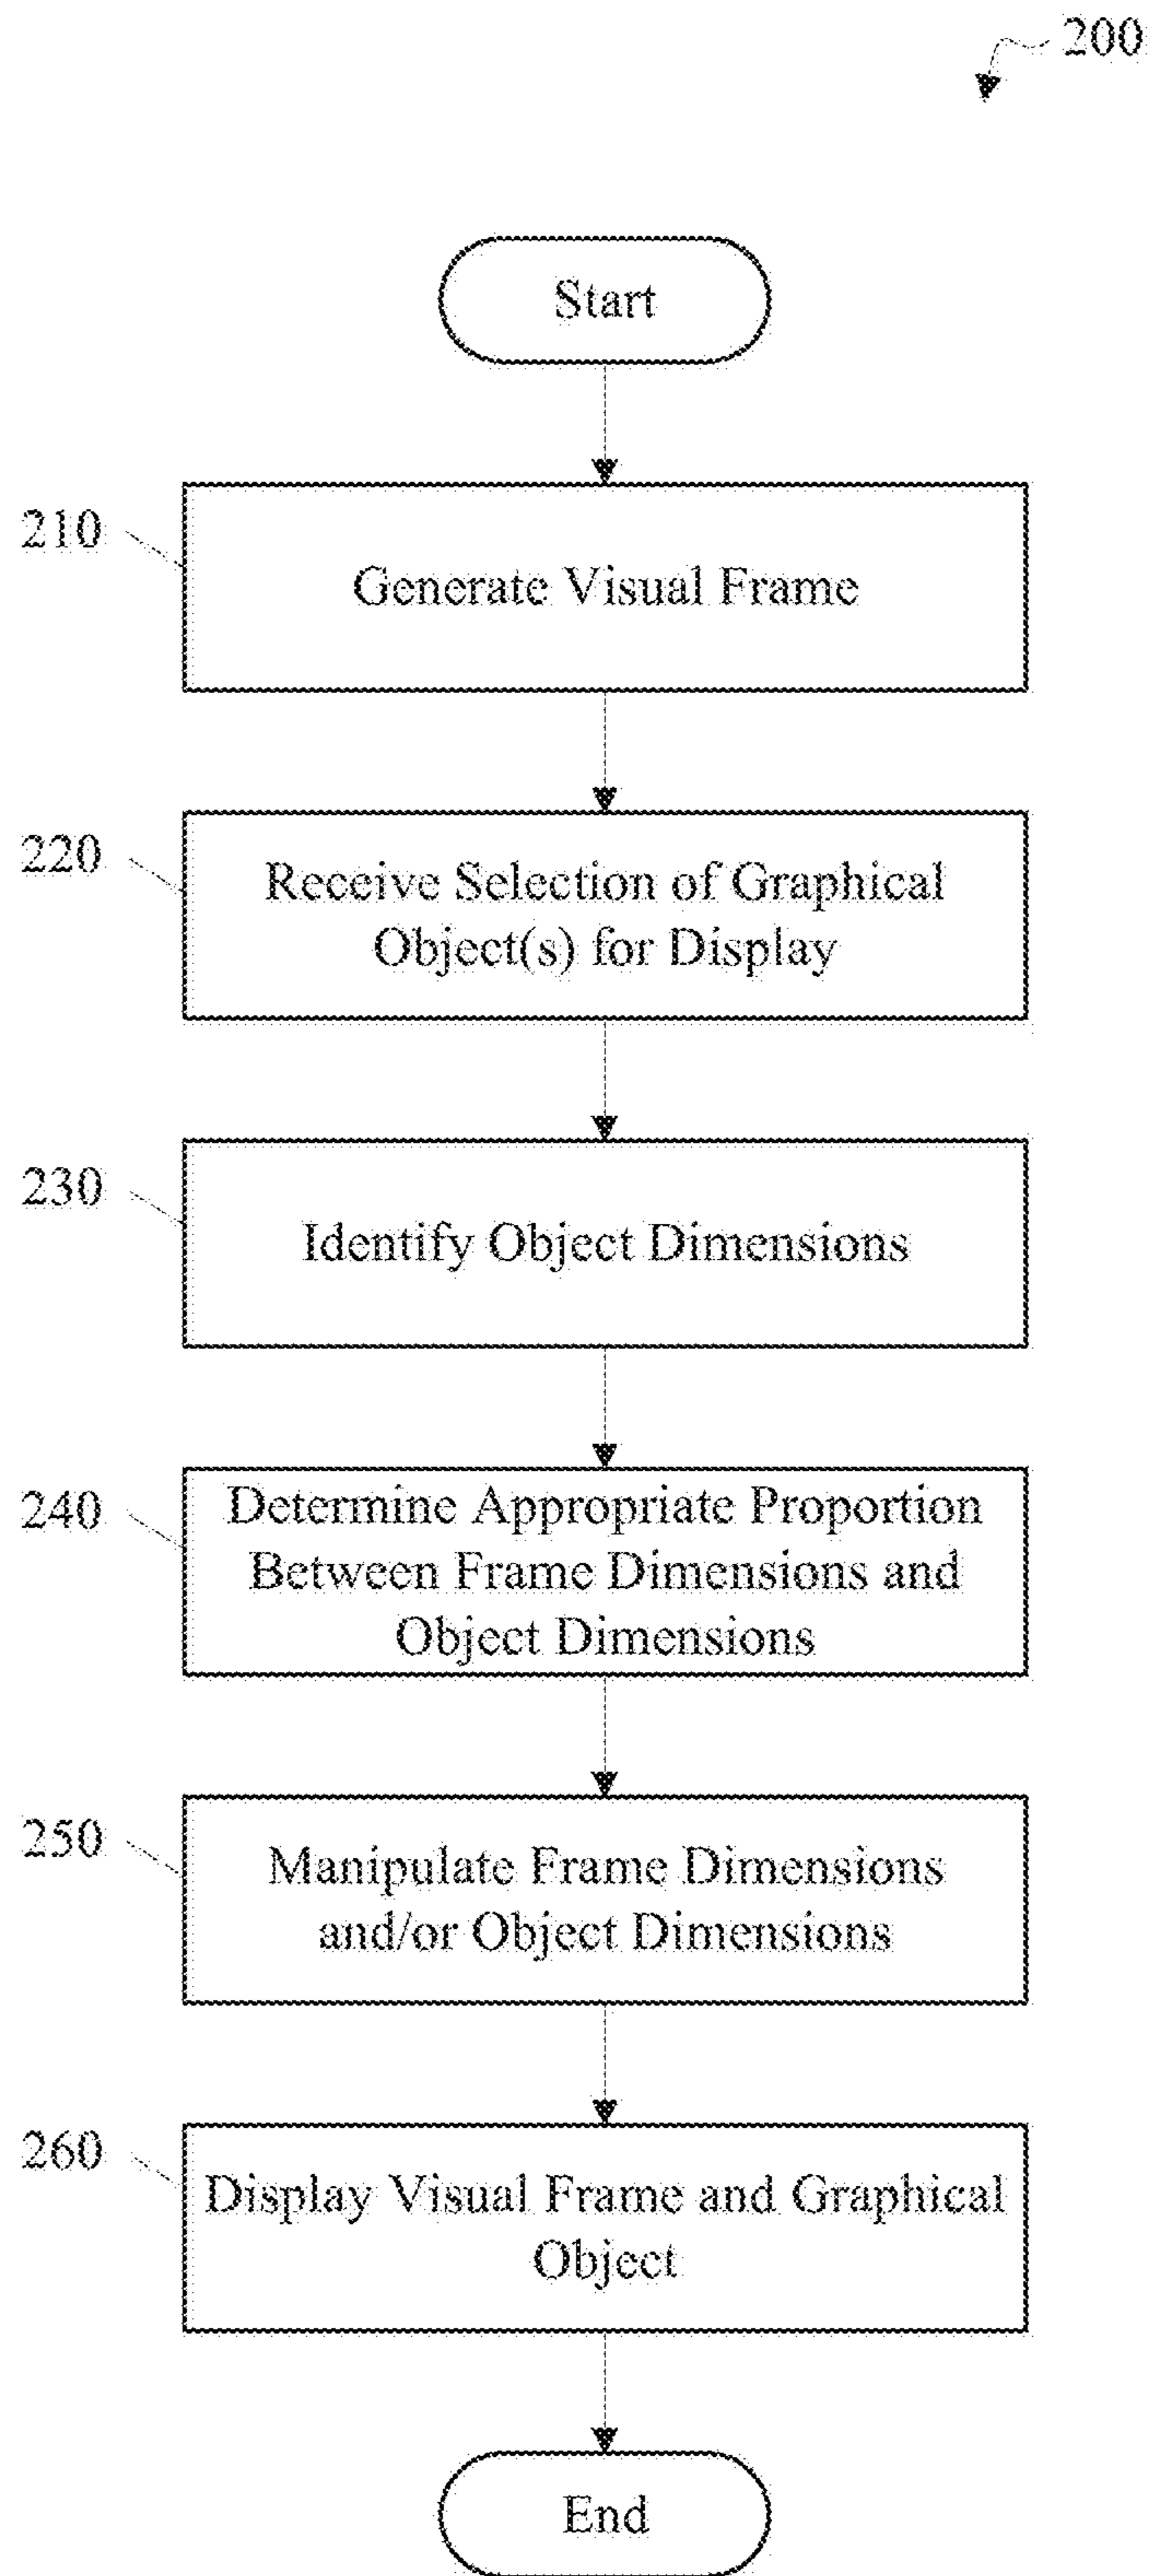 200
Start
210
Generate Visual Frame
220
Receive Selection of Graphical
Object(s) for Display
230
Identify Object Dimensions
240
Determine Appropriate Proportion
Between Frame Dimensions and
Object Dimensions
250
Manipulate Frame Dimensions
and/or Object Dimensions
260
Display Visual Frame and Graphical
Object
End